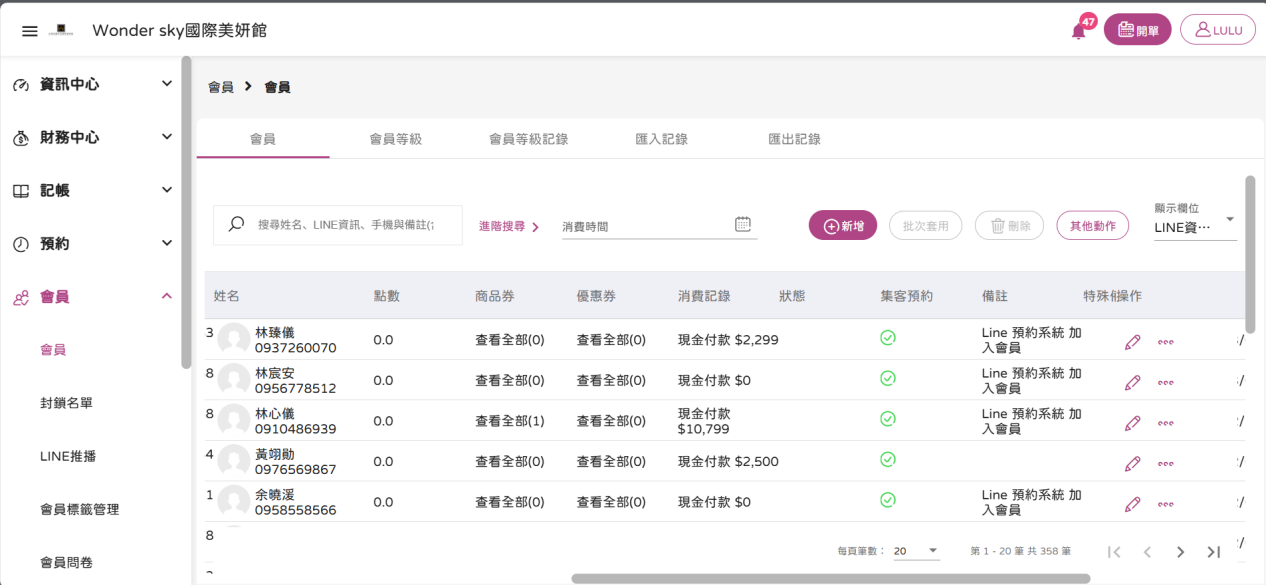 Wonder sky國際美妍館
47
開單
LULU
資訊中心
財務中心
記帳
預約
會員
會員
封鎖名單
LINE推播
會員標籤管理
會員問卷
會員 > 會員
會員 會員等級 會員等級記錄 匯入記錄 匯出記錄
搜尋姓名、LINE資訊、手機與備註(
進階搜尋
消費時間
新增
批次套用
刪除
其他動作
顯示欄位
LINE資…
姓名 點數 商品券 優惠券 消費記錄 狀態 集客預約 備註 特殊 操作
3 林臻儀
0937260070
0.0 查看全部(0) 查看全部(0) 現金付款 $2,299
Line 預約系統 加
入會員
8 林宸安
0956778512
0.0 查看全部(0) 查看全部(0) 現金付款 $0
Line 預約系統 加
入會員
8 林心儀
0910486939
0.0 查看全部(1) 查看全部(0) 現金付款
$10,799
Line 預約系統 加
入會員
4 黃翊勛
0976569867
0.0 查看全部(0) 查看全部(0) 現金付款 $2,500
1 余曉湲
0958558566
0.0 查看全部(0) 查看全部(0) 現金付款 $0
Line 預約系統 加
入會員
8
每頁筆數： 20 第 1 - 20 筆 共 358 筆